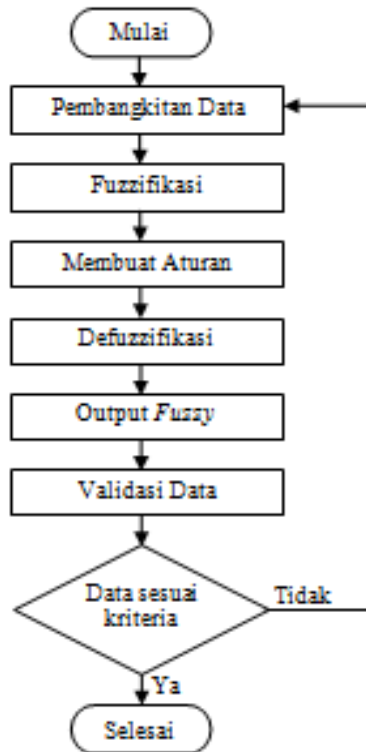 Mulai
Pembangkitan Data
Fuzzifikasi
Membuat Aturan
Defuzzifikasi
Output Fuzzy
Validasi Data
Data sesuai
kriteria
Tidak
Ya
Selesai